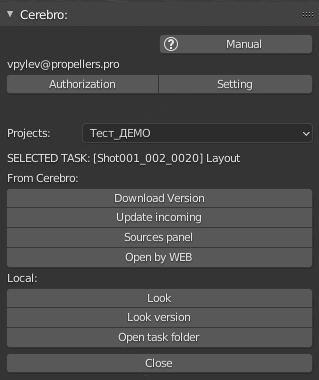 Cerebro:
Manual
vpylev@propellers.pro
Authorization Setting
Projects: Тест_ДЕМО
SELECTED TASK: [Shot001_002_0020] Layout
From Cerebro:
Download Version
Update incoming
Sources panel
Open by WEB
Local:
Look
Look version
Open task folder
Close